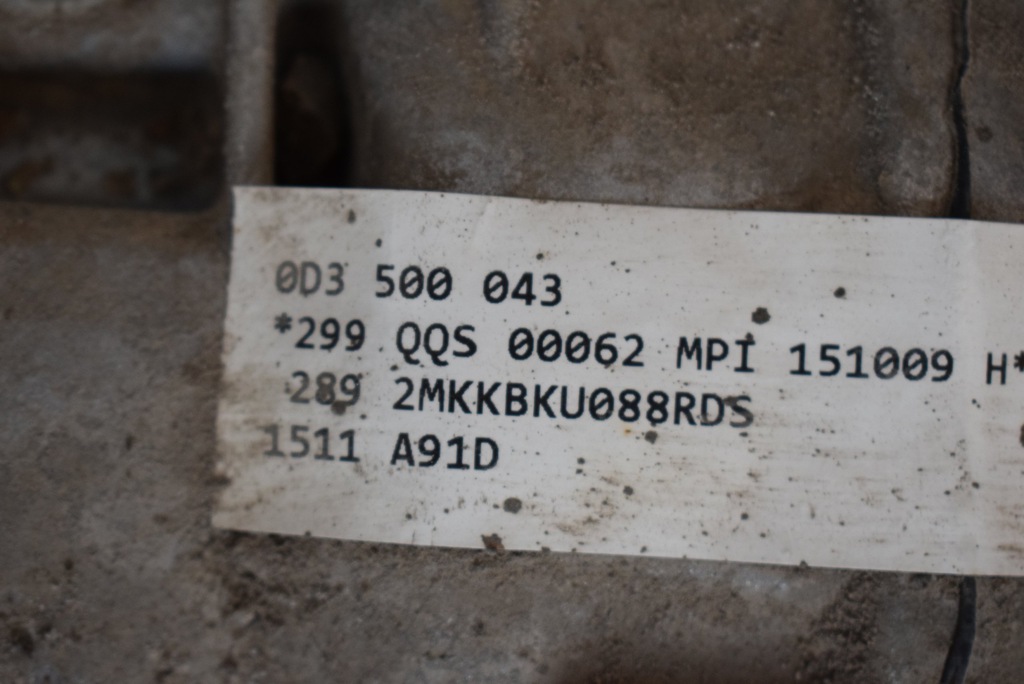 0D3 500 043
*299 QQS 00062 MPI 151009 H*
289 2MKKBKU088RDS
1511 A91D